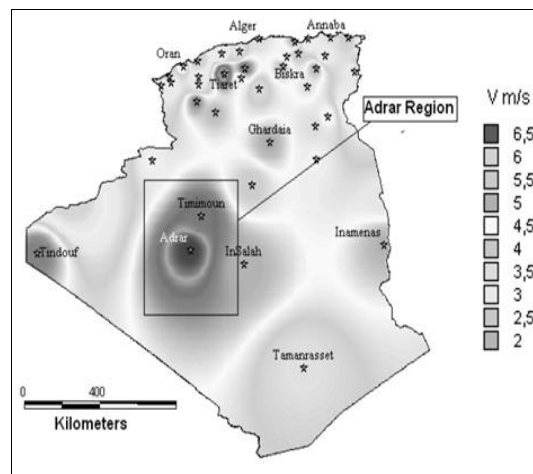 Alger
Annaba
Oran
Tiaret
Biskra
V m/s
Adrar Region
Ghardaia
6,5
6
5,5
5
4,5
4
3,5
3
2,5
2
Timimoun
Adrar
InSalah
Inamenas
Tindouf
Tamanrasset
0 400
Kilometers